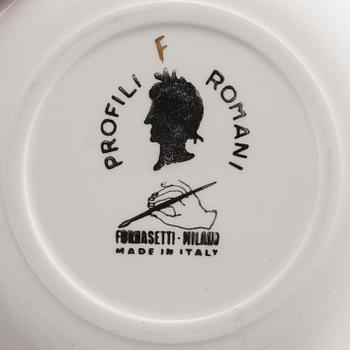 F
PROFILI ROMANI
FORNASETTI · MILANO
MADE IN ITALY